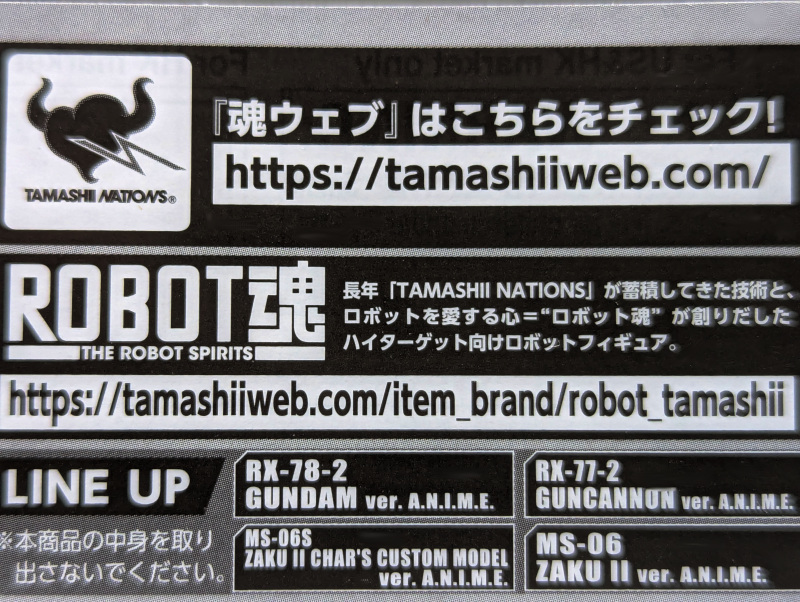 For US&HK market only
『魂ウェブ』はこちらをチェック!
https://tamashiiweb.com/
TAMASHII NATIONS®
ROBOT魂
THE ROBOT SPIRITS
長年「TAMASHII NATIONS」が蓄積してきた技術と、
ロボットを愛する心="ロボット魂"が創りだした
ハイターゲット向けロボットフィギュア。
https://tamashiiweb.com/item_brand/robot_tamashii
LINE UP
※本商品の中身を取り
出さないでください。
RX-78-2
GUNDAM ver. A.N.I.M.E.
RX-77-2
GUNCANNON ver. A.N.I.M.E.
MS-06S
ZAKU II CHAR'S CUSTOM MODEL
ver. A.N.I.M.E.
MS-06
ZAKU II ver. A.N.I.M.E.